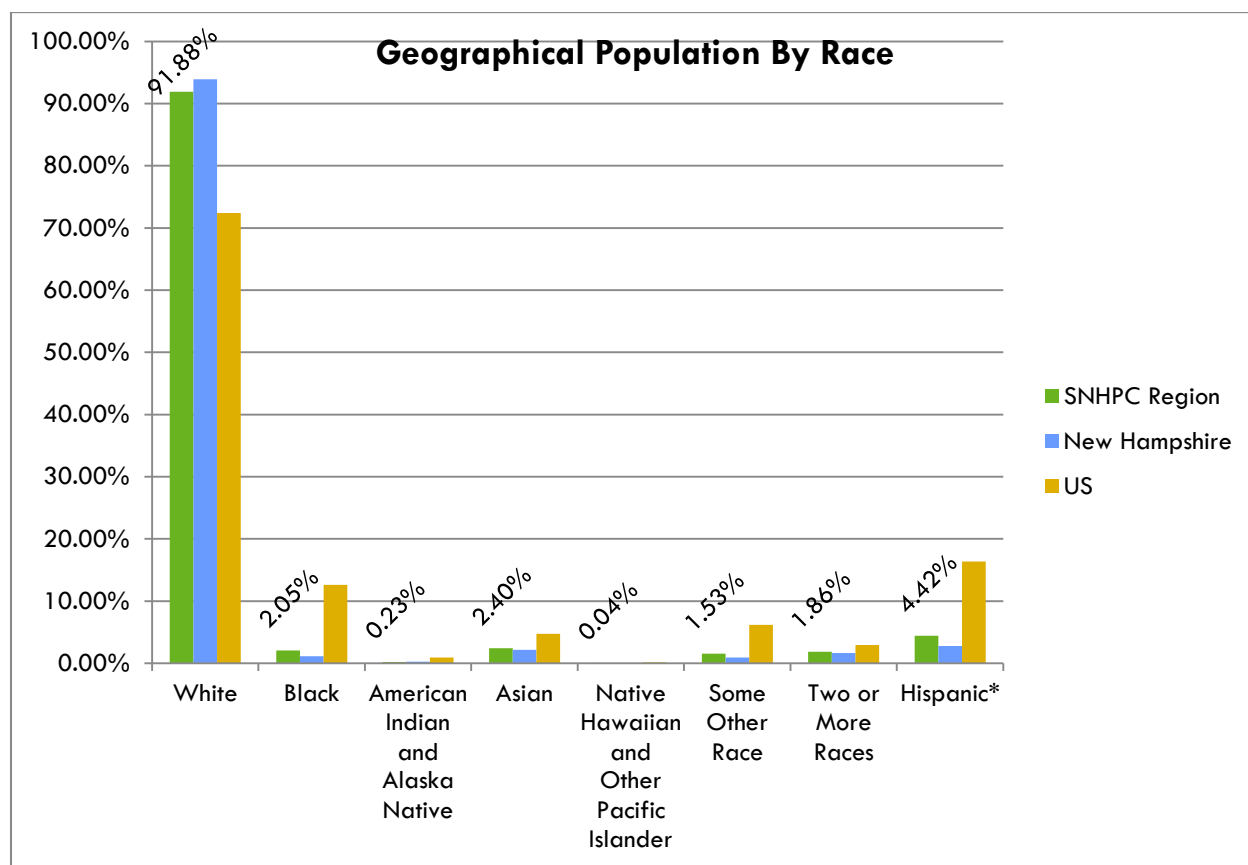 Geographical Population By Race
100.00%
90.00%
80.00%
70.00%
60.00%
50.00%
40.00%
30.00%
20.00%
10.00%
0.00%
91.88%
2.05%
0.23%
2.40%
0.04%
1.53%
1.86%
4.42%
White
Black
American
Indian
and
Alaska
Native
Asian
Native
Hawaiian
and
Other
Pacific
Islander
Some
Other
Race
Two or
More
Races
Hispanic*
SNHPC Region
New Hampshire
US